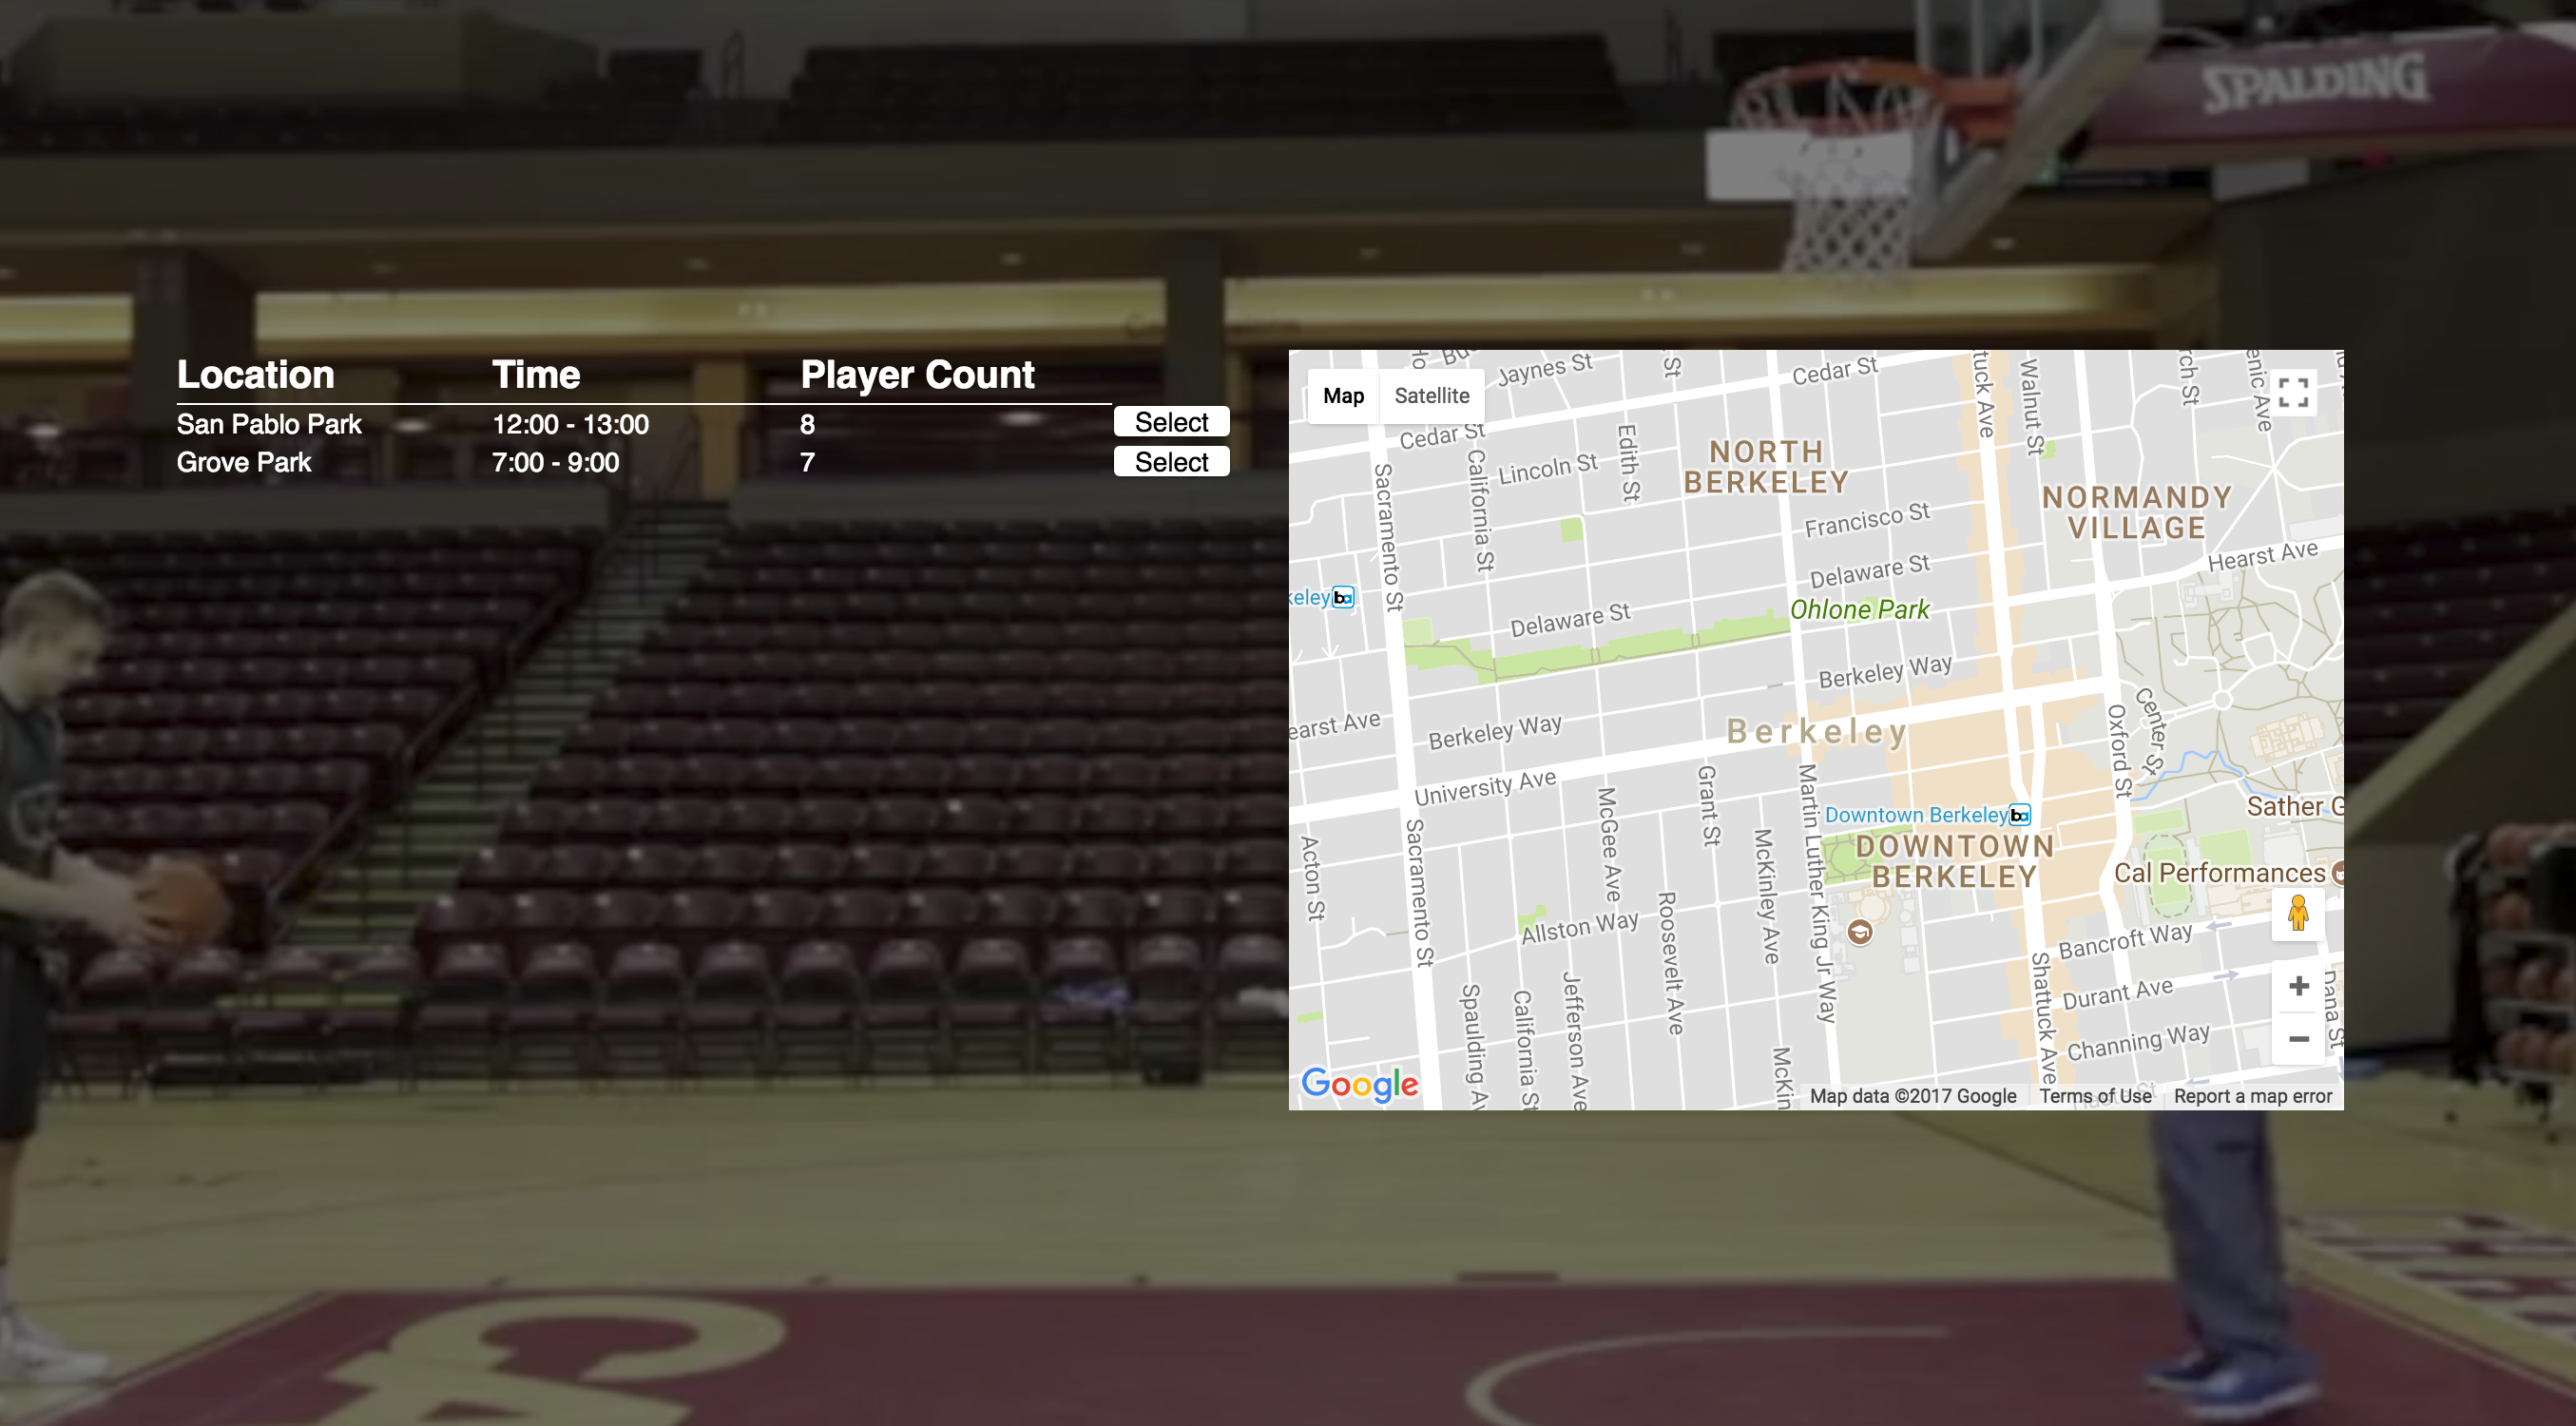 SPALDING
Location Time Player Count
San Pablo Park 12:00 - 13:00 8 Select
Grove Park 7:00 - 9:00 7 Select
Map Satellite
Jaynes St
Cedar St
Walnut St
Cedar St
California St
Lincoln St
Edith St
NORTH
BERKELEY
NORMANDY
VILLAGE
Sacramento St
Francisco St
Hearst Ave
Delaware St
Ohlone Park
Delaware St
Berkeley Way
Berkeley Way
Berkeley
University Ave
Oxford St
Center St
Grant St
McGee Ave
Martin Luther King Jr Way
McKinley Ave
Downtown Berkeley
DOWNTOWN
BERKELEY
Sather G
Cal Performances
Acton St
Sacramento St
Allston Way
Roosevelt Ave
Bancroft Way
Durant Ave
Channing Way
Shattuck Ave
Dana St
Spaulding Av
California St
Jefferson Ave
McKin
Google
Map data ©2017 Google Terms of Use Report a map error